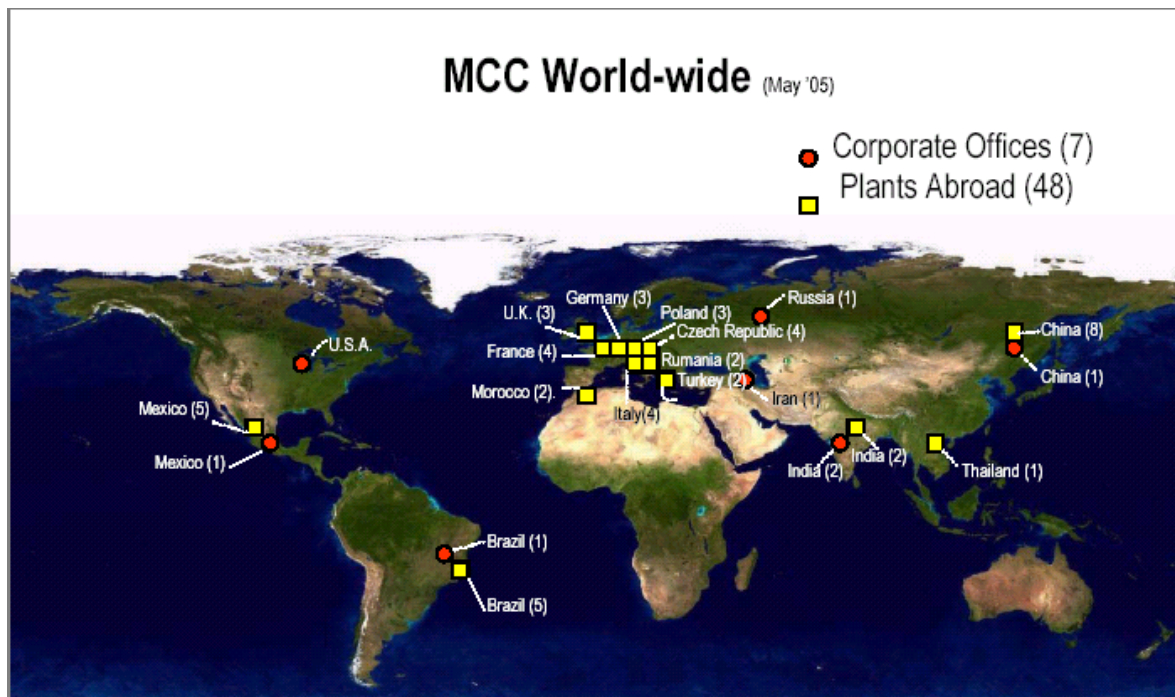 MCC World-wide (May '05)
Corporate Offices (7)
Plants Abroad (48)
Germany (3)
Russia (1)
U.K. (3)
Poland (3)
Czech Republic (4)
China (8)
U.S.A.
France (4)
Rumania (2)
China (1)
Turkey (2)
Morocco (2).
Iran (1)
Mexico (5)
Italy(4)
Mexico (1)
India (2)
India (2)
Thailand (1)
Brazil (1)
Brazil (5)